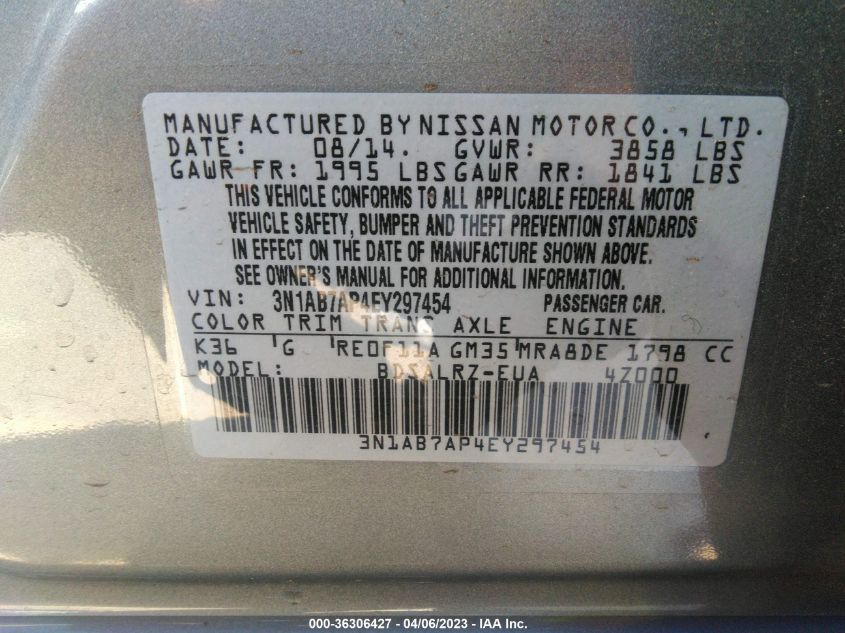 MANUFACTURED BY NISSAN MOTOR CO., LTD.
DATE: 08/14. GVWR: 3858 LBS
GAWR FR: 1995 LBS GAWR RR: 1841 LBS
THIS VEHICLE CONFORMS TO ALL APPLICABLE FEDERAL MOTOR
VEHICLE SAFETY, BUMPER AND THEFT PREVENTION STANDARDS
IN EFFECT ON THE DATE OF MANUFACTURE SHOWN ABOVE.
SEE OWNER'S MANUAL FOR ADDITIONAL INFORMATION.
VIN: 3N1AB7AP4EY297454 PASSENGER CAR.
COLOR TRIM TRANS AXLE ENGINE
K36 G RE0F11A GM35 MRA8DE 1798 CC
MODEL: BDSALRZ-EUA 4Z000
3N1AB7AP4EY297454
000-36306427 - 04/06/2023 - IAA Inc.